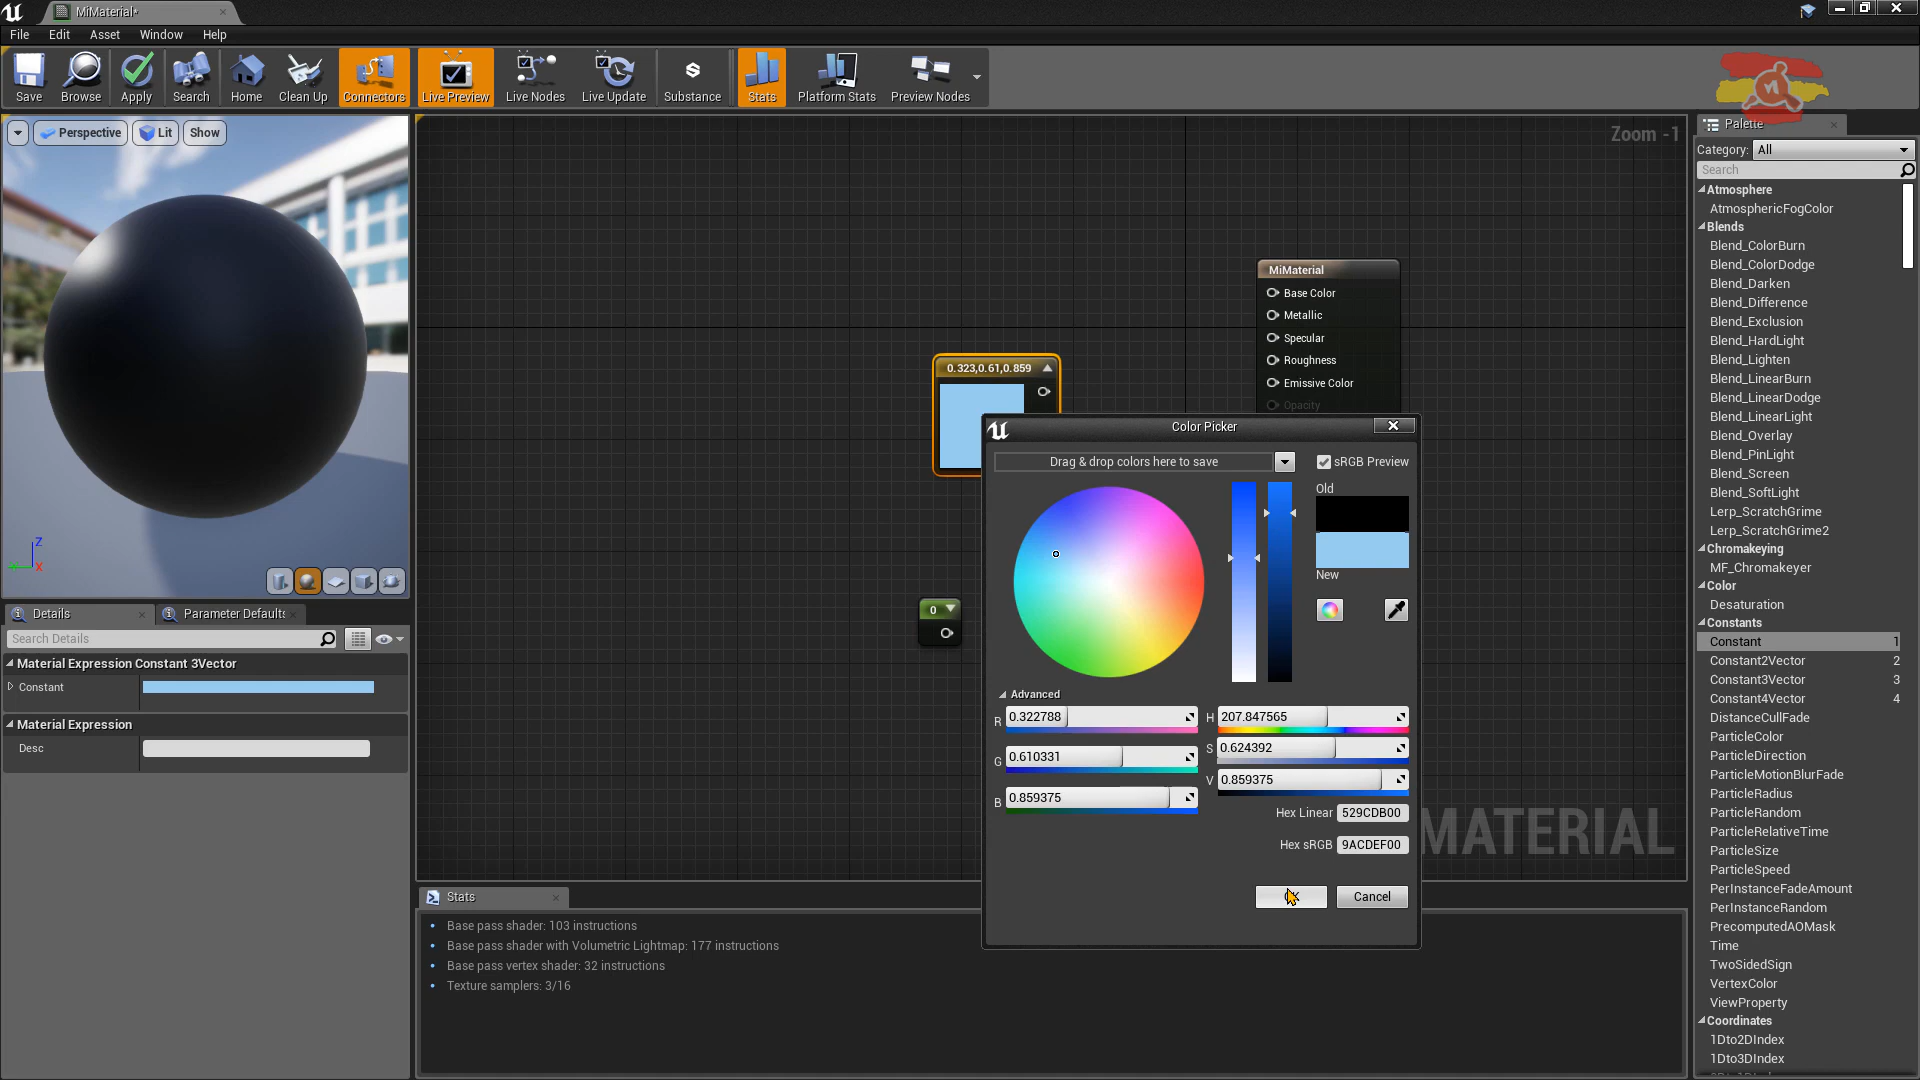 MiMaterial*
File Edit Asset Window Help
Save Browse Apply Search Home Clean Up Connectors Live Preview Live Nodes Live Update Substance Stats Platform Stats Preview Nodes
Perspective Lit Show
Z
X
Details
Parameter Defaults
Search Details
Material Expression Constant 3Vector
Constant
Material Expression
Desc
Zoom -1
0.323,0.61,0.859
0
MiMaterial
Base Color
Metallic
Specular
Roughness
Emissive Color
Opacity
MATERIAL
Color Picker
Drag & drop colors here to save
sRGB Preview
Old
New
Advanced
R 0.322788
G 0.610331
B 0.859375
H 207.847565
S 0.624392
V 0.859375
Hex Linear 529CDB00
Hex sRGB 9ACDEF00
Cancel
Stats
Base pass shader: 103 instructions
Base pass shader with Volumetric Lightmap: 177 instructions
Base pass vertex shader: 32 instructions
Texture samplers: 3/16
Palette
Category: All
Search
Atmosphere
AtmosphericFogColor
Blends
Blend_ColorBurn
Blend_ColorDodge
Blend_Darken
Blend_Difference
Blend_Exclusion
Blend_HardLight
Blend_Lighten
Blend_LinearBurn
Blend_LinearDodge
Blend_LinearLight
Blend_Overlay
Blend_PinLight
Blend_Screen
Blend_SoftLight
Lerp_ScratchGrime
Lerp_ScratchGrime2
Chromakeying
MF_Chromakeyer
Color
Desaturation
Constants
Constant 1
Constant2Vector 2
Constant3Vector 3
Constant4Vector 4
DistanceCullFade
ParticleColor
ParticleDirection
ParticleMotionBlurFade
ParticleRadius
ParticleRandom
ParticleRelativeTime
ParticleSize
ParticleSpeed
PerInstanceFadeAmount
PerInstanceRandom
PrecomputedAOMask
Time
TwoSidedSign
VertexColor
ViewProperty
Coordinates
1Dto2DIndex
1Dto3DIndex